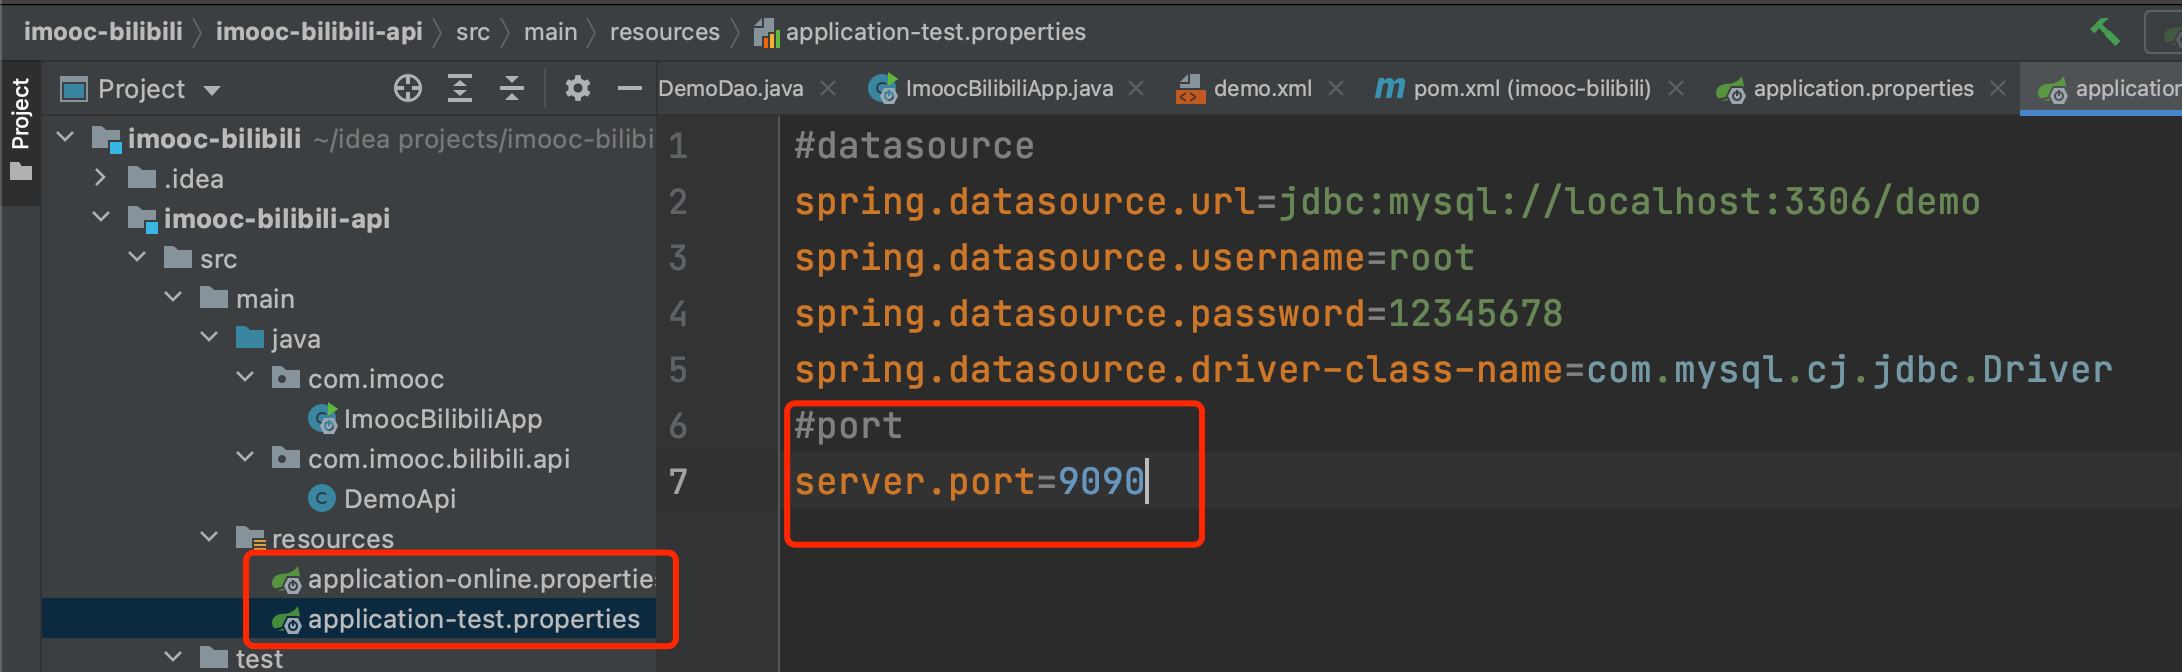 imooc-bilibili imooc-bilibili-api src main resources application-test.properties
Project
Project
DemoDao.java ImoocBilibiliApp.java demo.xml pom.xml (imooc-bilibili) application.properties application
imooc-bilibili ~/idea projects/imooc-bilibi
.idea
imooc-bilibili-api
src
main
java
com.imooc
ImoocBilibiliApp
com.imooc.bilibili.api
DemoApi
resources
application-online.properties
application-test.properties
test
1 #datasource
2 spring.datasource.url=jdbc:mysql://localhost:3306/demo
3 spring.datasource.username=root
4 spring.datasource.password=12345678
5 spring.datasource.driver-class-name=com.mysql.cj.jdbc.Driver
6 #port
7 server.port=9090